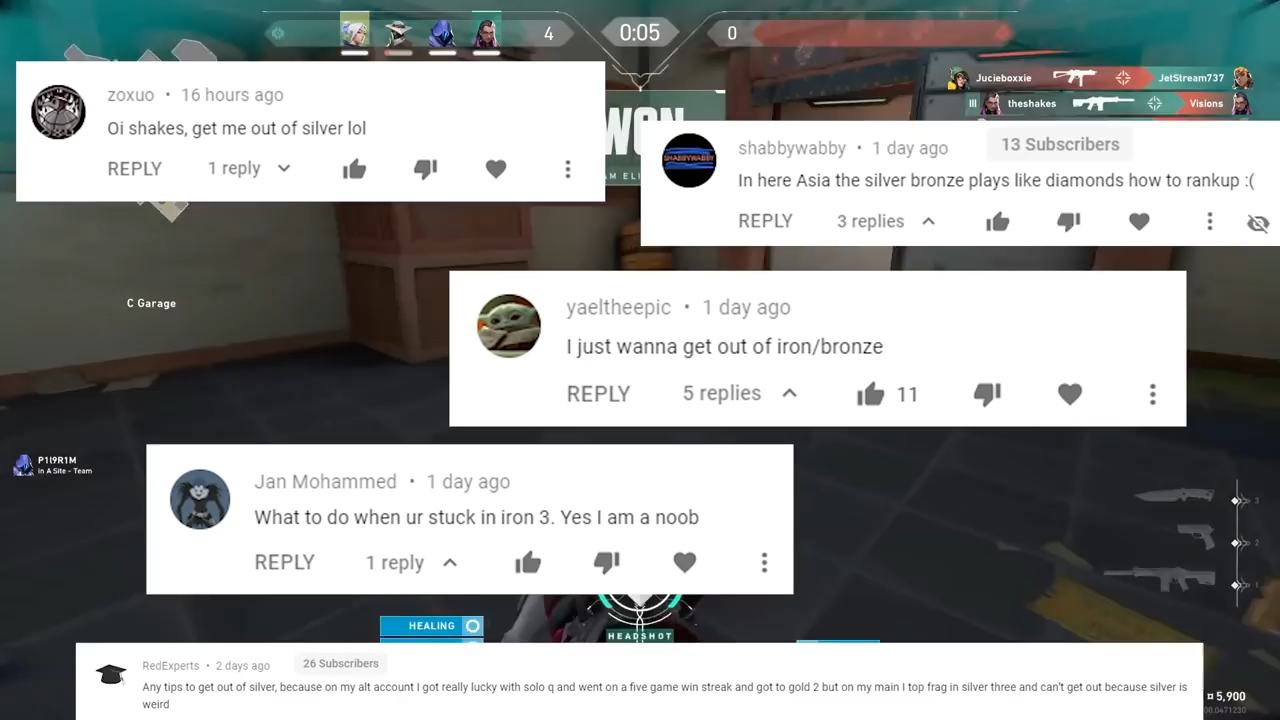 4
0:05
0
Jucieboxxie
JetStream737
theshakes
Visions
WON
zoxuo • 16 hours ago
Oi shakes, get me out of silver lol
REPLY 1 reply
SHABBYWABBY
shabbywabby • 1 day ago 13 Subscribers
In here Asia the silver bronze plays like diamonds how to rankup :(
REPLY 3 replies
C Garage
yaeltheepic • 1 day ago
I just wanna get out of iron/bronze
REPLY 5 replies 11
P1l9R1M
in A Site - Team
Jan Mohammed • 1 day ago
What to do when ur stuck in iron 3. Yes I am a noob
REPLY 1 reply
3
2
1
HEALING
HEADSHOT
RedExperts • 2 days ago 26 Subscribers
Any tips to get out of silver, because on my alt account I got really lucky with solo q and went on a five game win streak and got to gold 2 but on my main I top frag in silver three and can't get out because silver is
weird
¤ 5,900